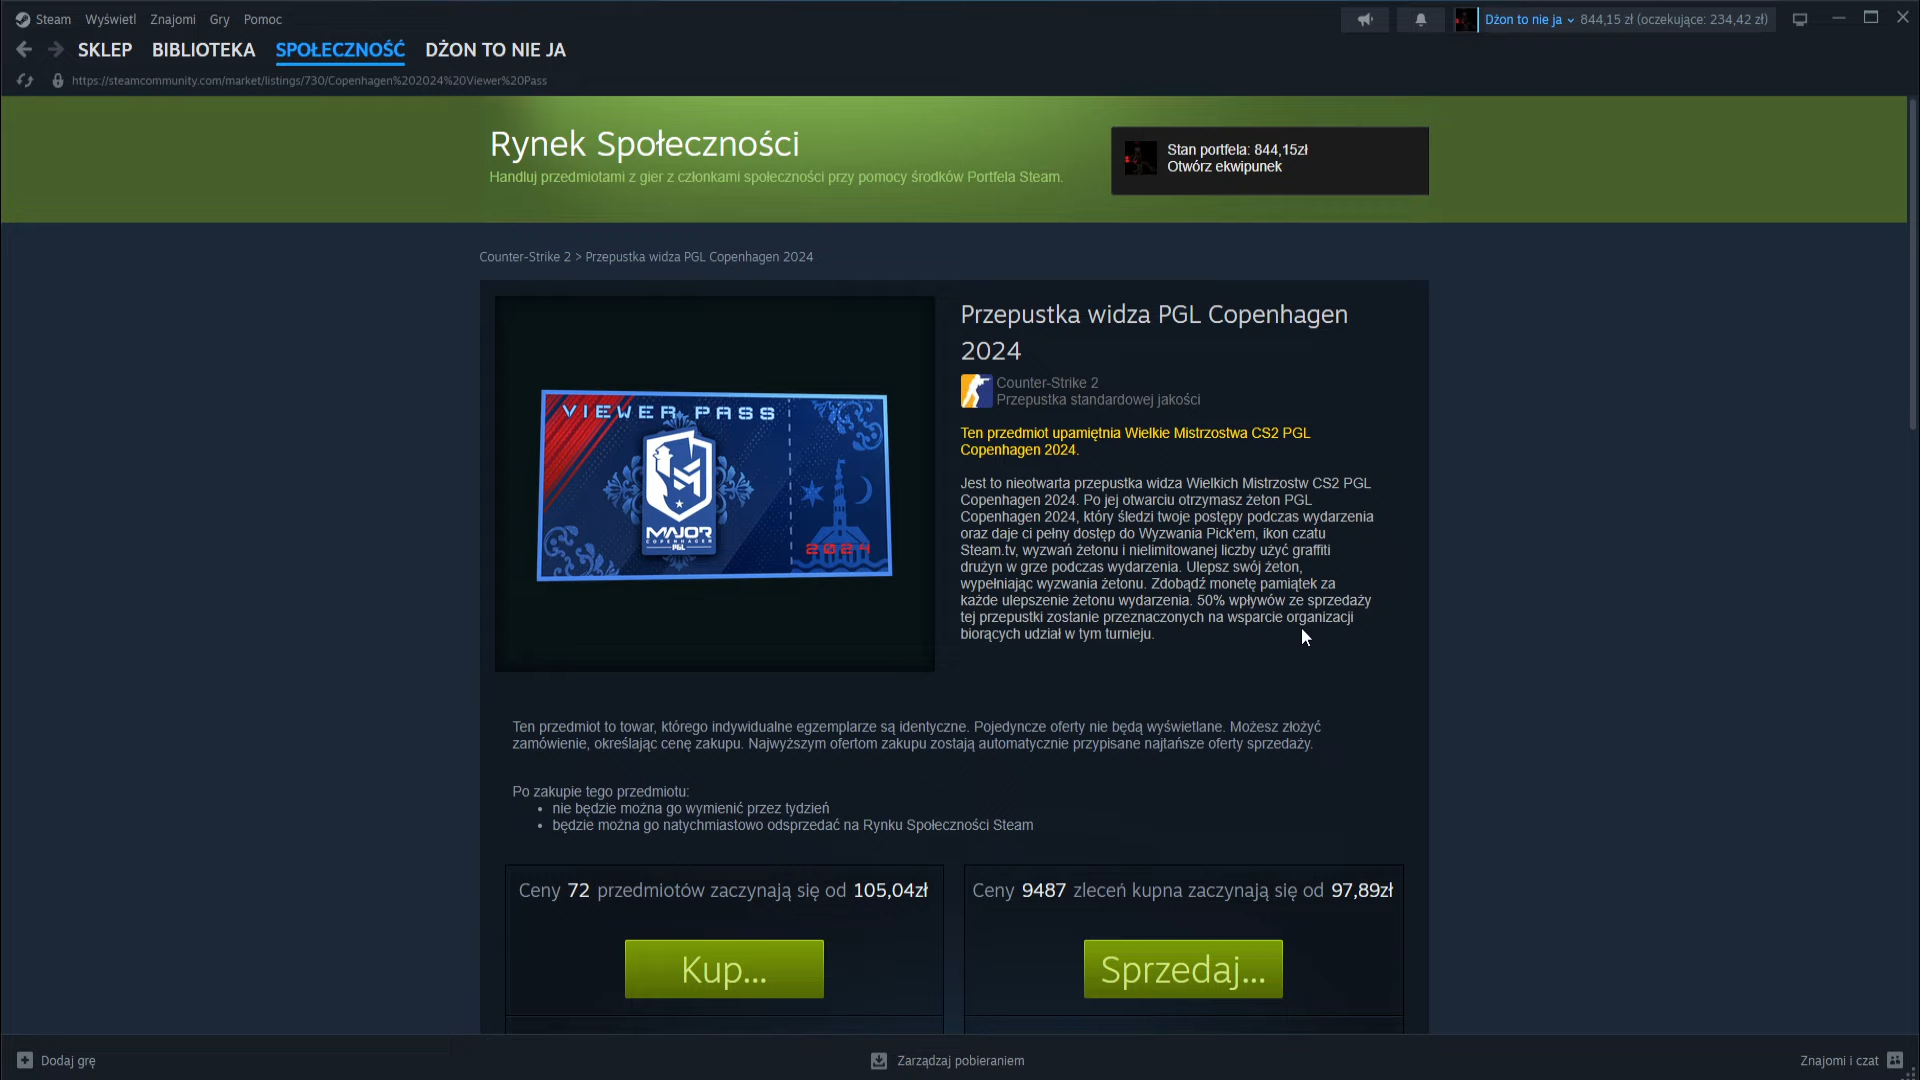 Steam Wyświetl Znajomi Gry Pomoc
Dżon to nie ja 844,15 zł (oczekujące: 234,42 zł)
SKLEP BIBLIOTEKA SPOŁECZNOŚĆ DŻON TO NIE JA
https://steamcommunity.com/market/listings/730/Copenhagen%202024%20Viewer%20Pass
Rynek Społeczności
Handluj przedmiotami z gier z członkami społeczności przy pomocy środków Portfela Steam.
Stan portfela: 844,15zł
Otwórz ekwipunek
Counter-Strike 2 > Przepustka widza PGL Copenhagen 2024
VIEWER PASS
MAJOR
COPENHAGEN
PGL
2024
Przepustka widza PGL Copenhagen
2024
Counter-Strike 2
Przepustka standardowej jakości
Ten przedmiot upamiętnia Wielkie Mistrzostwa CS2 PGL
Copenhagen 2024.
Jest to nieotwarta przepustka widza Wielkich Mistrzostw CS2 PGL
Copenhagen 2024. Po jej otwarciu otrzymasz żeton PGL
Copenhagen 2024, który śledzi twoje postępy podczas wydarzenia
oraz daje ci pełny dostęp do Wyzwania Pick'em, ikon czatu
Steam.tv, wyzwań żetonu i nielimitowanej liczby użyć graffiti
drużyn w grze podczas wydarzenia. Ulepsz swój żeton,
wypełniając wyzwania żetonu. Zdobądź monetę pamiątek za
każde ulepszenie żetonu wydarzenia. 50% wpływów ze sprzedaży
tej przepustki zostanie przeznaczonych na wsparcie organizacji
biorących udział w tym turnieju.
Ten przedmiot to towar, którego indywidualne egzemplarze są identyczne. Pojedyncze oferty nie będą wyświetlane. Możesz złożyć
zamówienie, określając cenę zakupu. Najwyższym ofertom zakupu zostają automatycznie przypisane najtańsze oferty sprzedaży.
Po zakupie tego przedmiotu:
• nie będzie można go wymienić przez tydzień
• będzie można go natychmiastowo odsprzedać na Rynku Społeczności Steam
Ceny 72 przedmiotów zaczynają się od 105,04zł
Kup...
Ceny 9487 zleceń kupna zaczynają się od 97,89zł
Sprzedaj...
Dodaj grę
Zarządzaj pobieraniem
Znajomi i czat